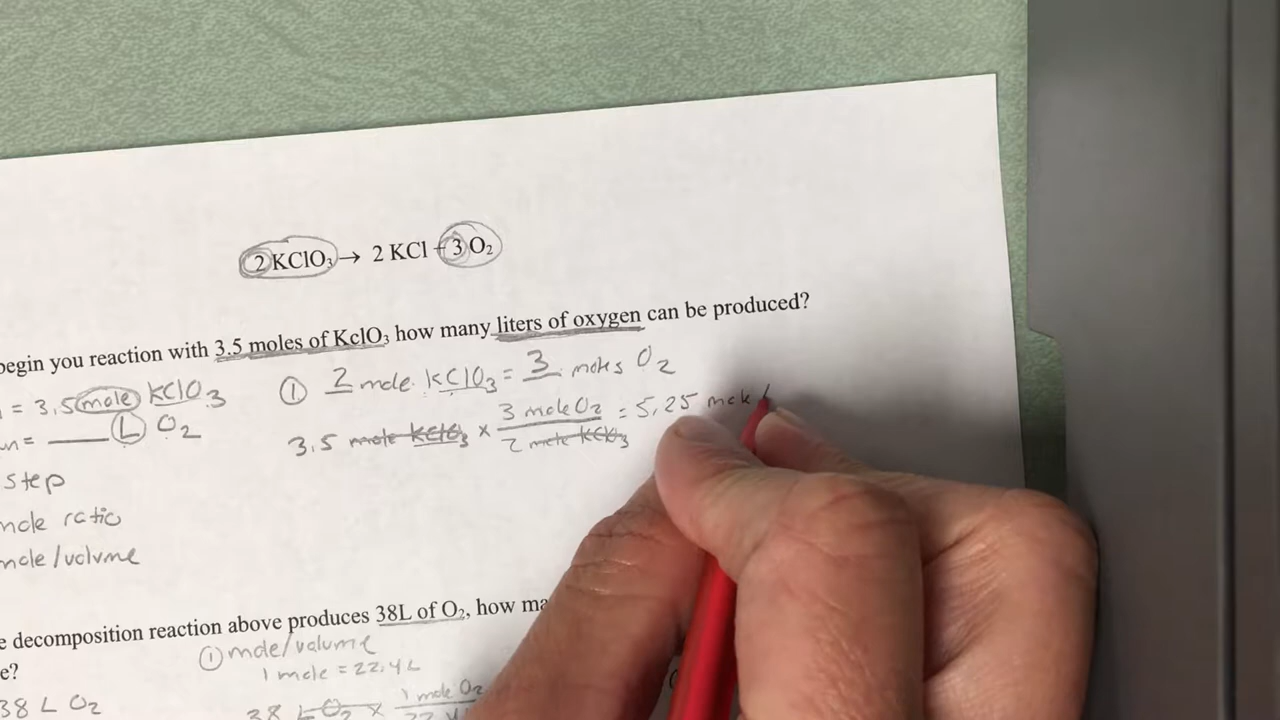 2 KClO₃ → 2 KCl + 3 O₂
begin you reaction with 3.5 moles of KclO₃ how many liters of oxygen can be produced?
= 3.5 mole KClO₃
= ____ L O₂
① 2 mole KClO₃ = 3 moles O₂
3.5 mole KClO₃ × 3 mole O₂ / 2 mole KClO₃ = 5.25 mole
step
mole ratio
mole/volume
decomposition reaction above produces 38L of O₂, how
① mole/volume
1 mole = 22.4 L
38 L O₂
38 L O₂ × 1 mole O₂